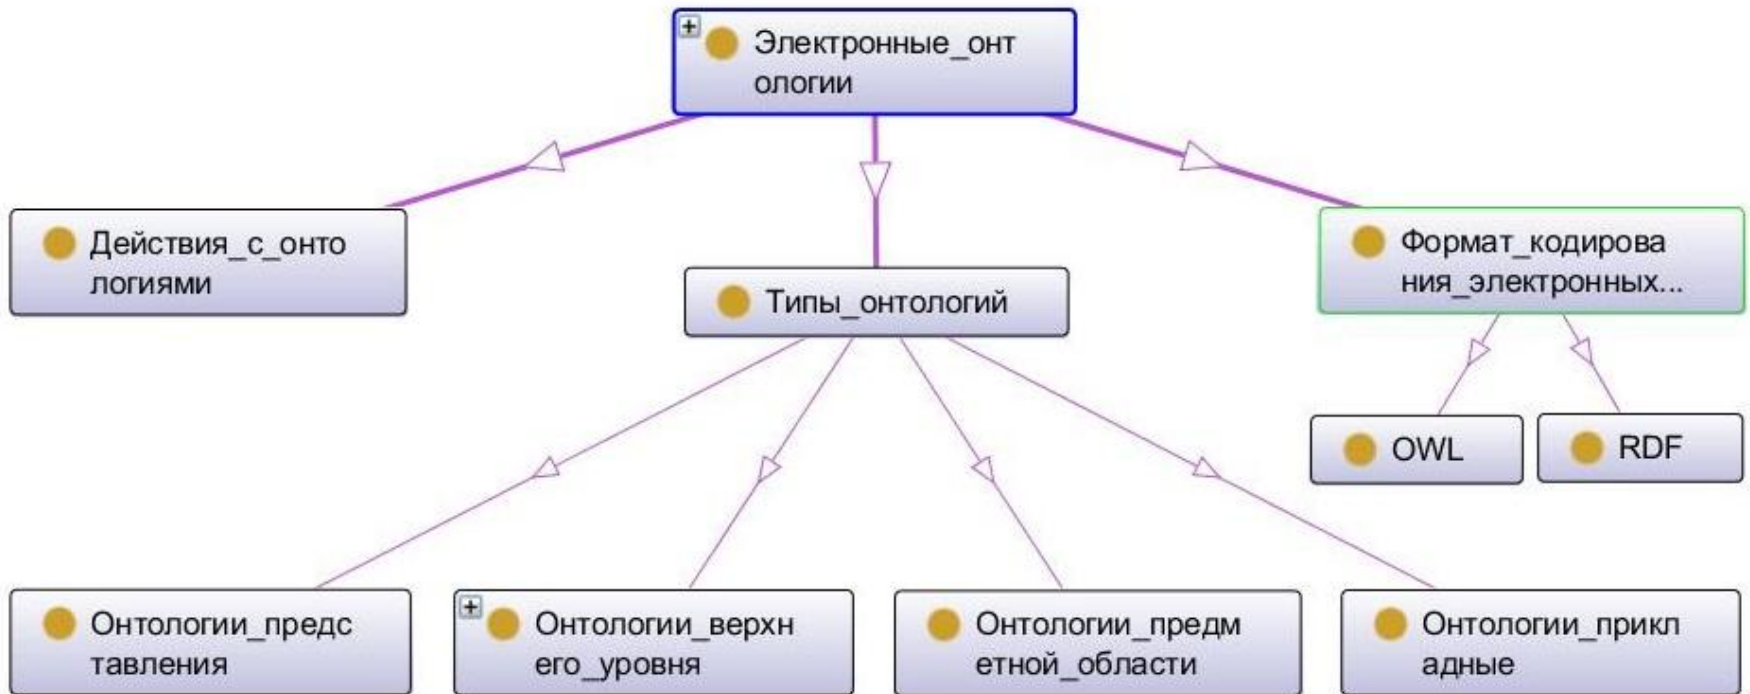 Электронные_онт
ологии
Действия_с_онто
логиями
Типы_онтологий
Формат_кодирова
ния_электронных...
OWL
RDF
Онтологии_предс
тавления
Онтологии_верхн
его_уровня
Онтологии_предм
етной_области
Онтологии_прикл
адные